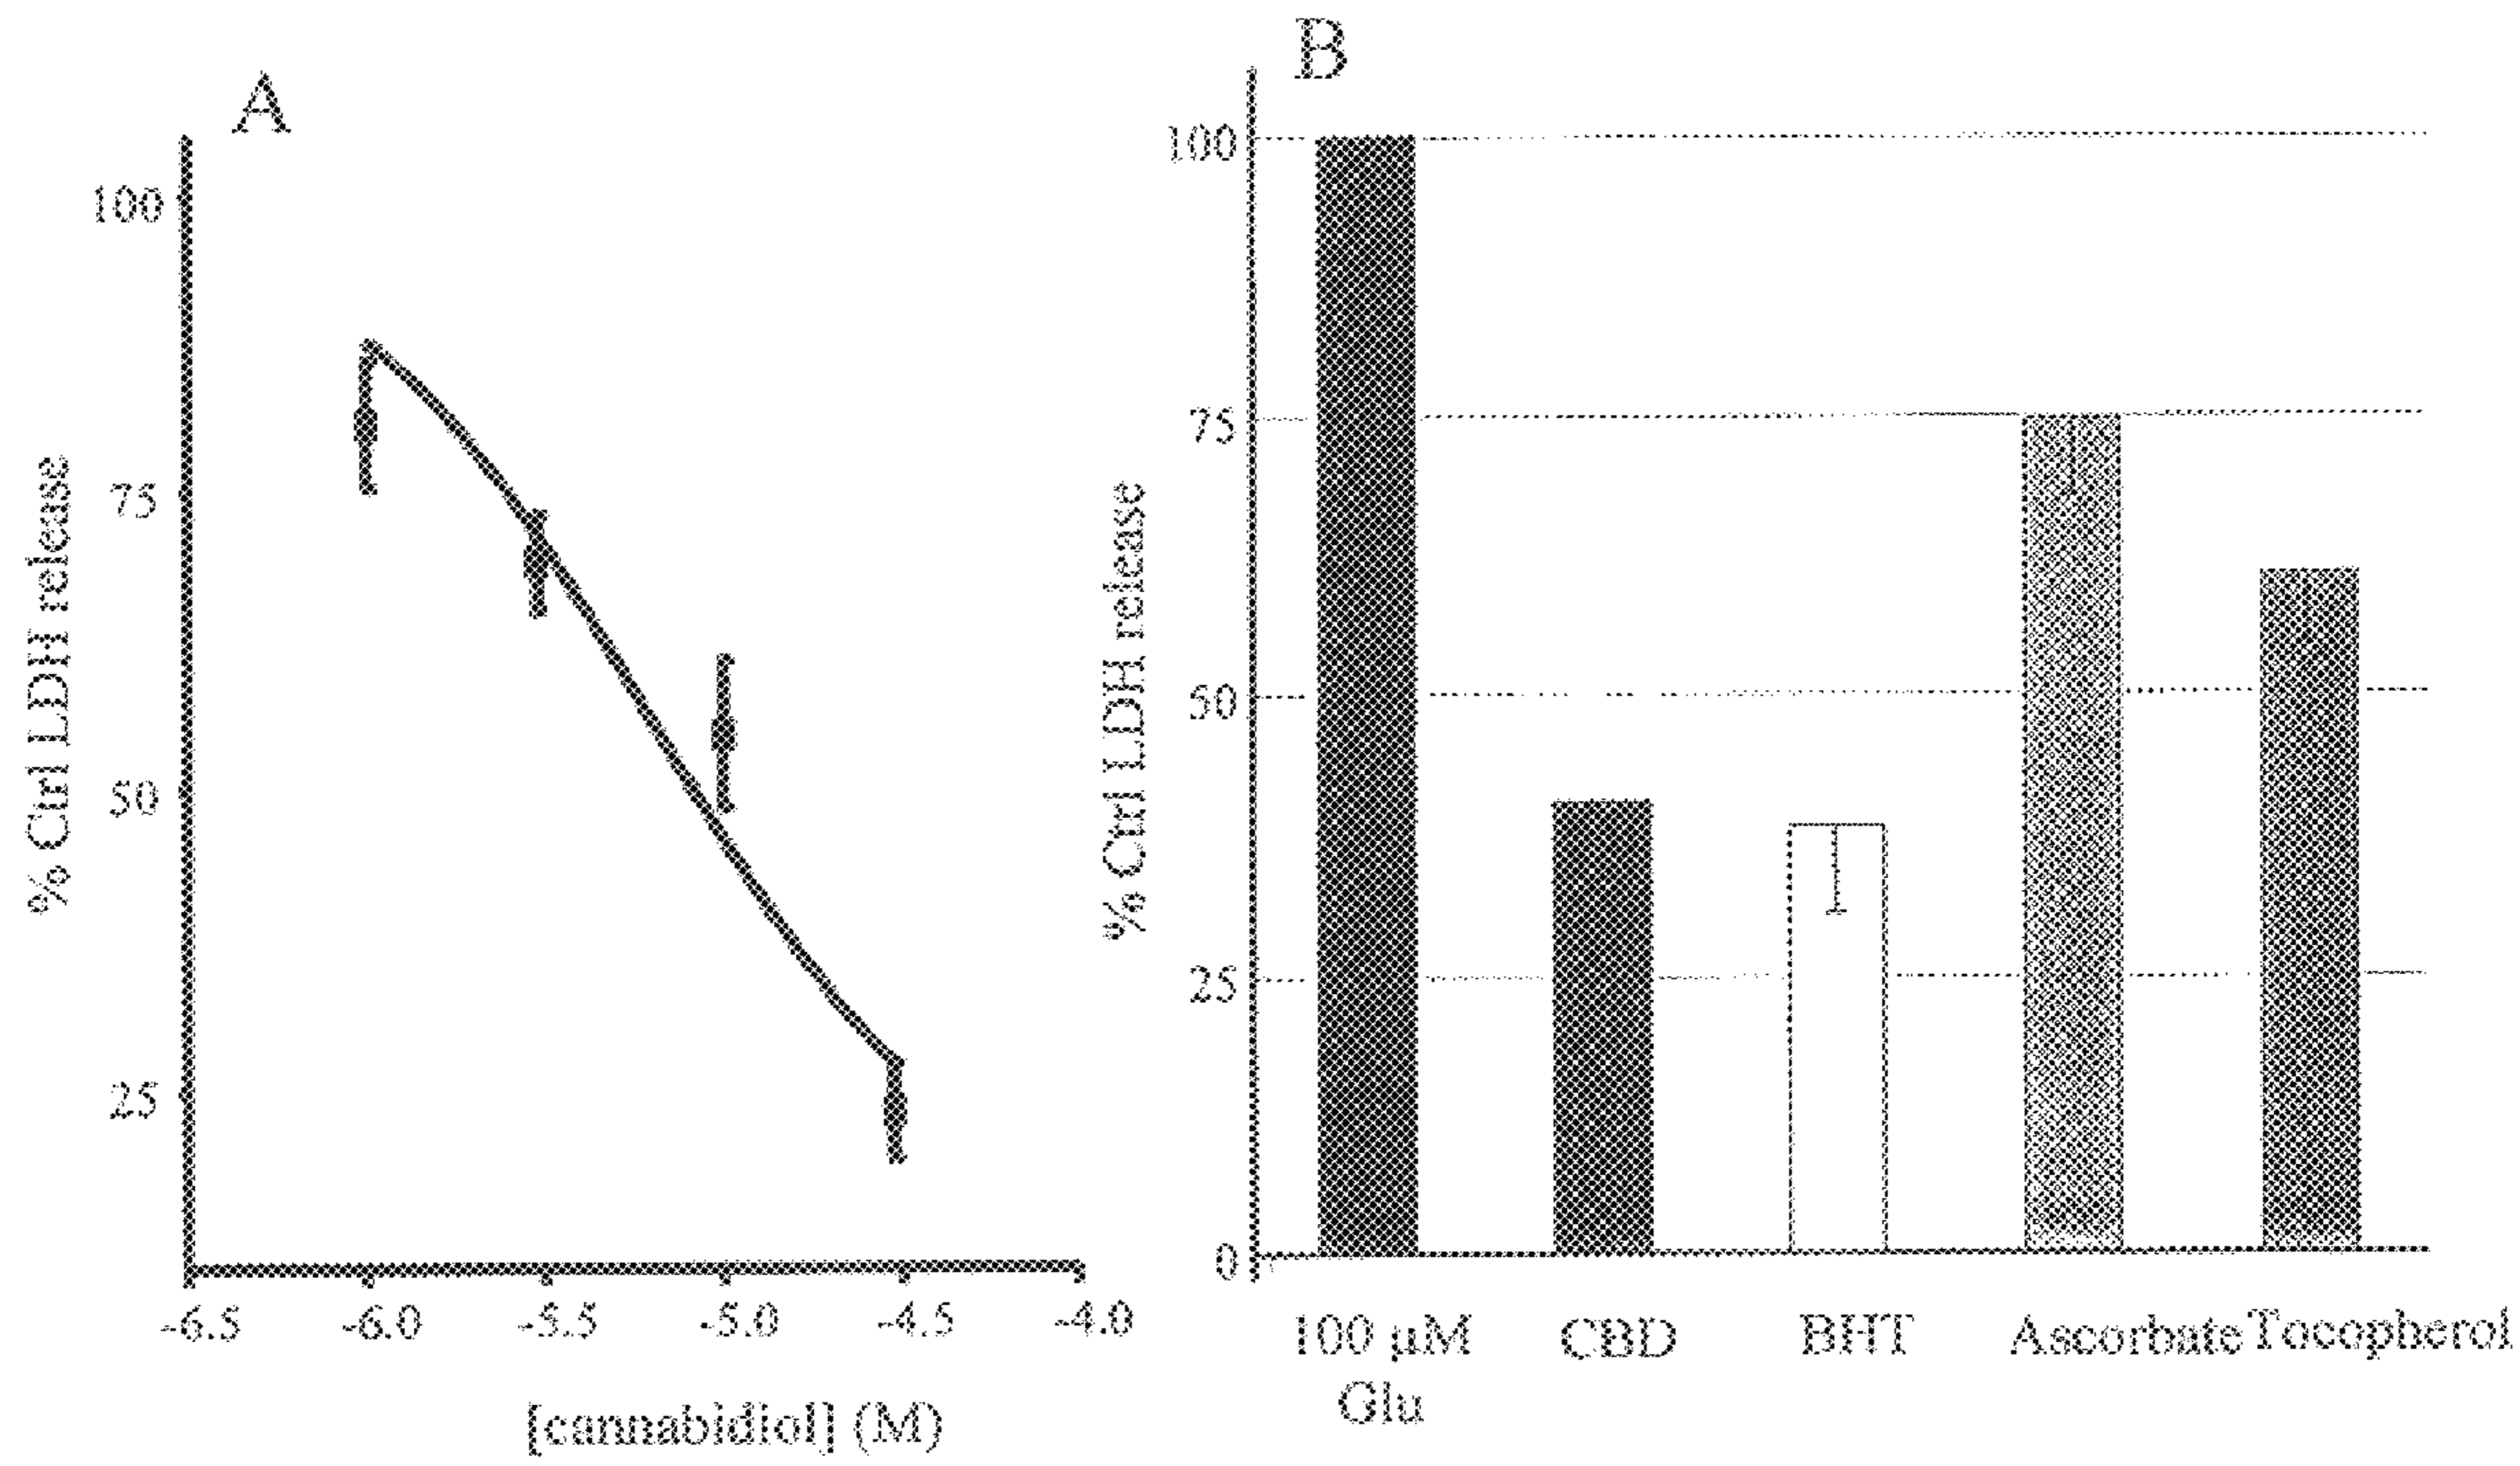 A
% Ctrl LDH release
100
75
50
25
-6.5 -6.0 -5.5 -5.0 -4.5 -4.0
[cannabidiol] (M)
B
% Ctrl LDH release
100
75
50
25
0
100 µM Glu
CBD
BHT
Ascorbate
Tocopherol